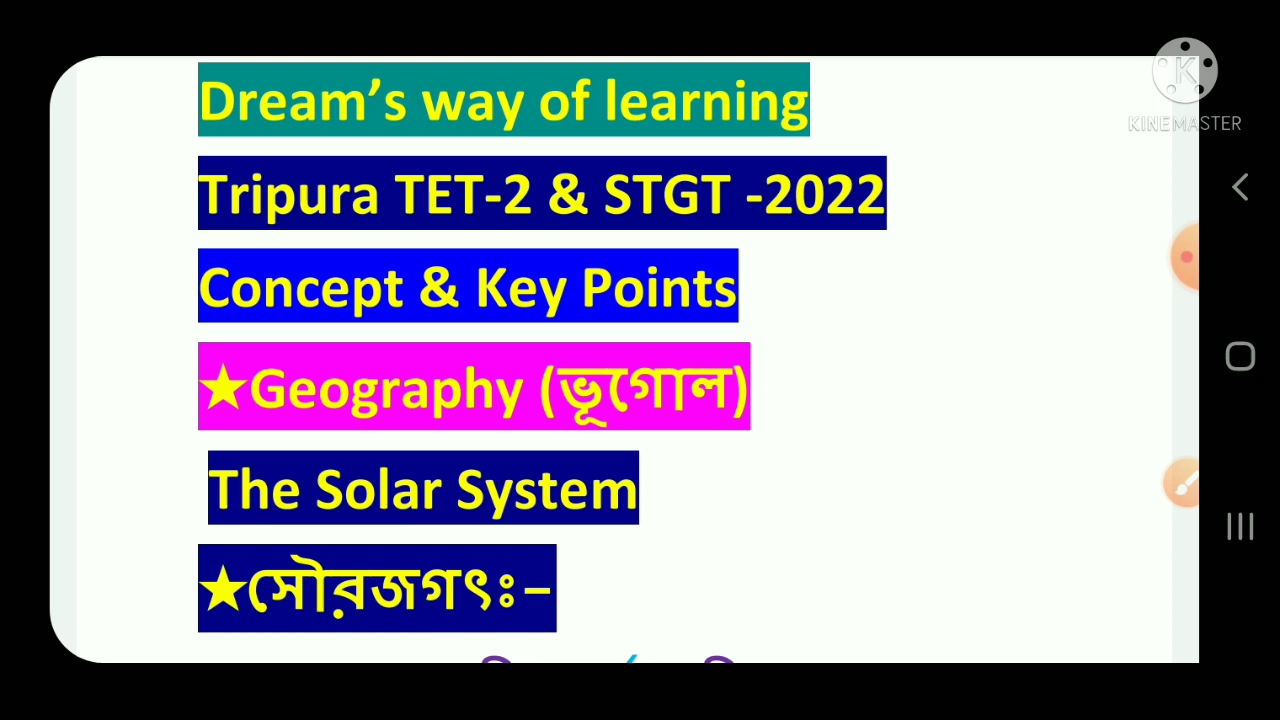 Dream’s way of learning
KINEMASTER
Tripura TET-2 & STGT -2022
Concept & Key Points
★Geography (ভূগোল)
The Solar System
★সৌরজগৎঃ–